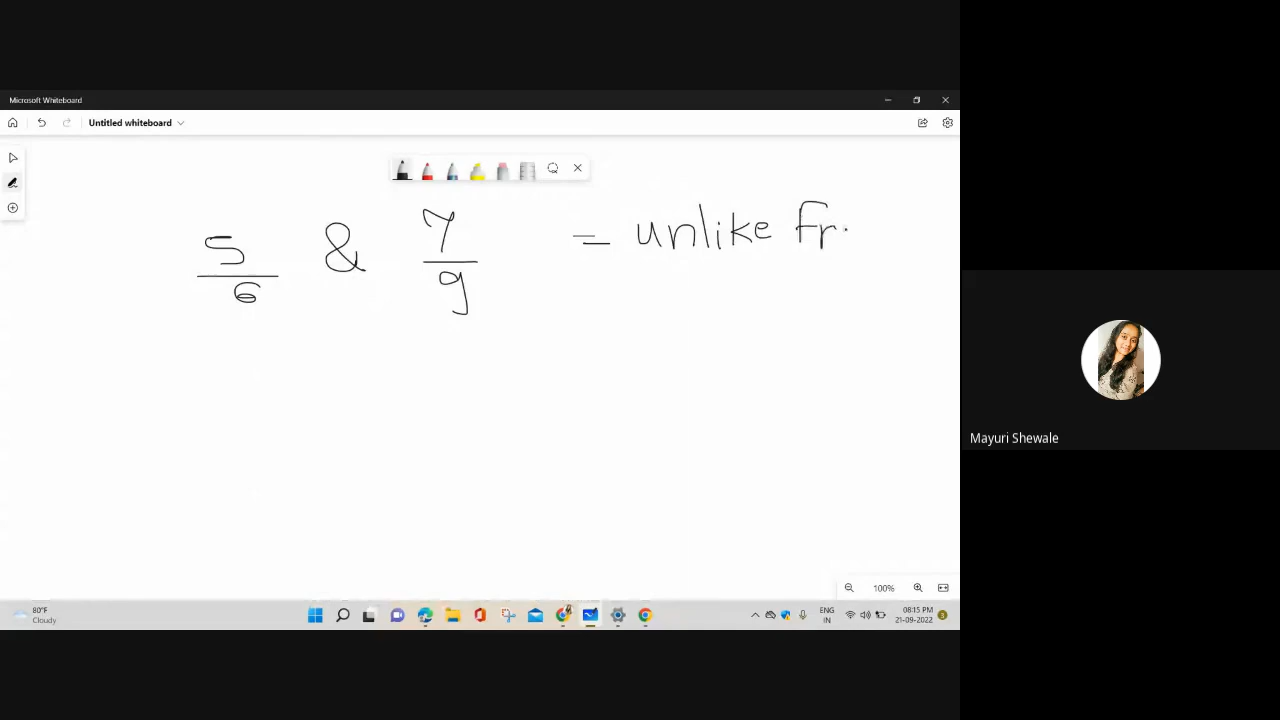 Microsoft Whiteboard
Untitled whiteboard
5/6 & 7/9 = unlike Fr.
Mayuri Shewale
100%
80°F
Cloudy
ENG
IN
08:15 PM
21-09-2022
3